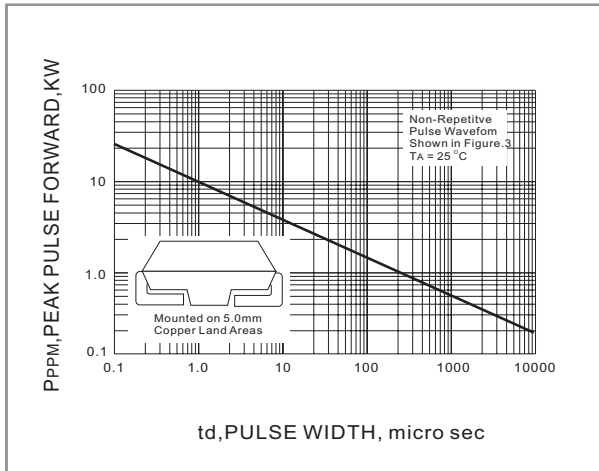 PPPM,PEAK PULSE FORWARD,KW
100
10
1.0
0.1
Non-Repetitve
Pulse Wavefom
Shown in Figure.3
TA = 25 °C
Mounted on 5.0mm
Copper Land Areas
0.1 1.0 10 100 1000 10000
td,PULSE WIDTH, micro sec